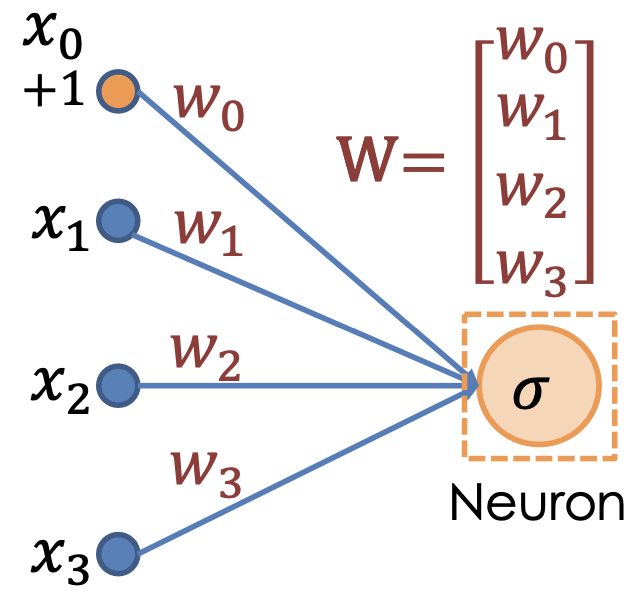 x₀
+1
w₀
x₁
w₁
x₂
w₂
x₃
w₃
W=
w₀
w₁
w₂
w₃
σ
Neuron